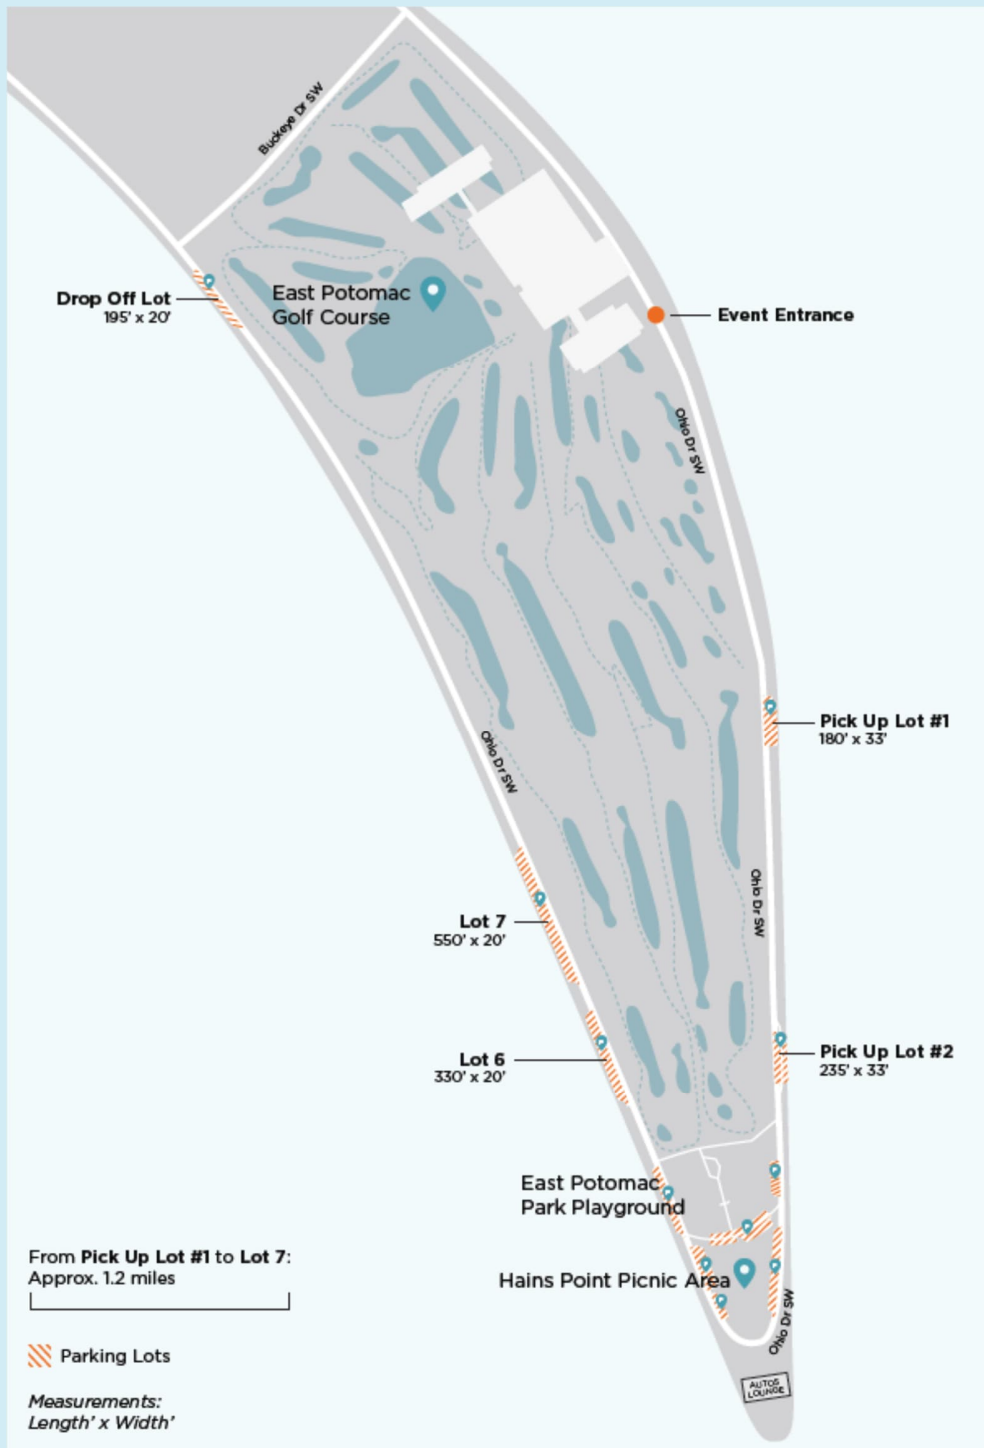 Buckeye Dr SW
Drop Off Lot
195' x 20'
East Potomac
Golf Course
Event Entrance
Ohio Dr SW
Pick Up Lot #1
180' x 33'
Ohio Dr SW
Ohio Dr SW
Lot 7
550' x 20'
Lot 6
330' x 20'
Pick Up Lot #2
235' x 33'
East Potomac
Park Playground
Hains Point Picnic Area
Ohio Dr SW
AUTOS
LOUNGE
From Pick Up Lot #1 to Lot 7:
Approx. 1.2 miles
Parking Lots
Measurements:
Length' x Width'